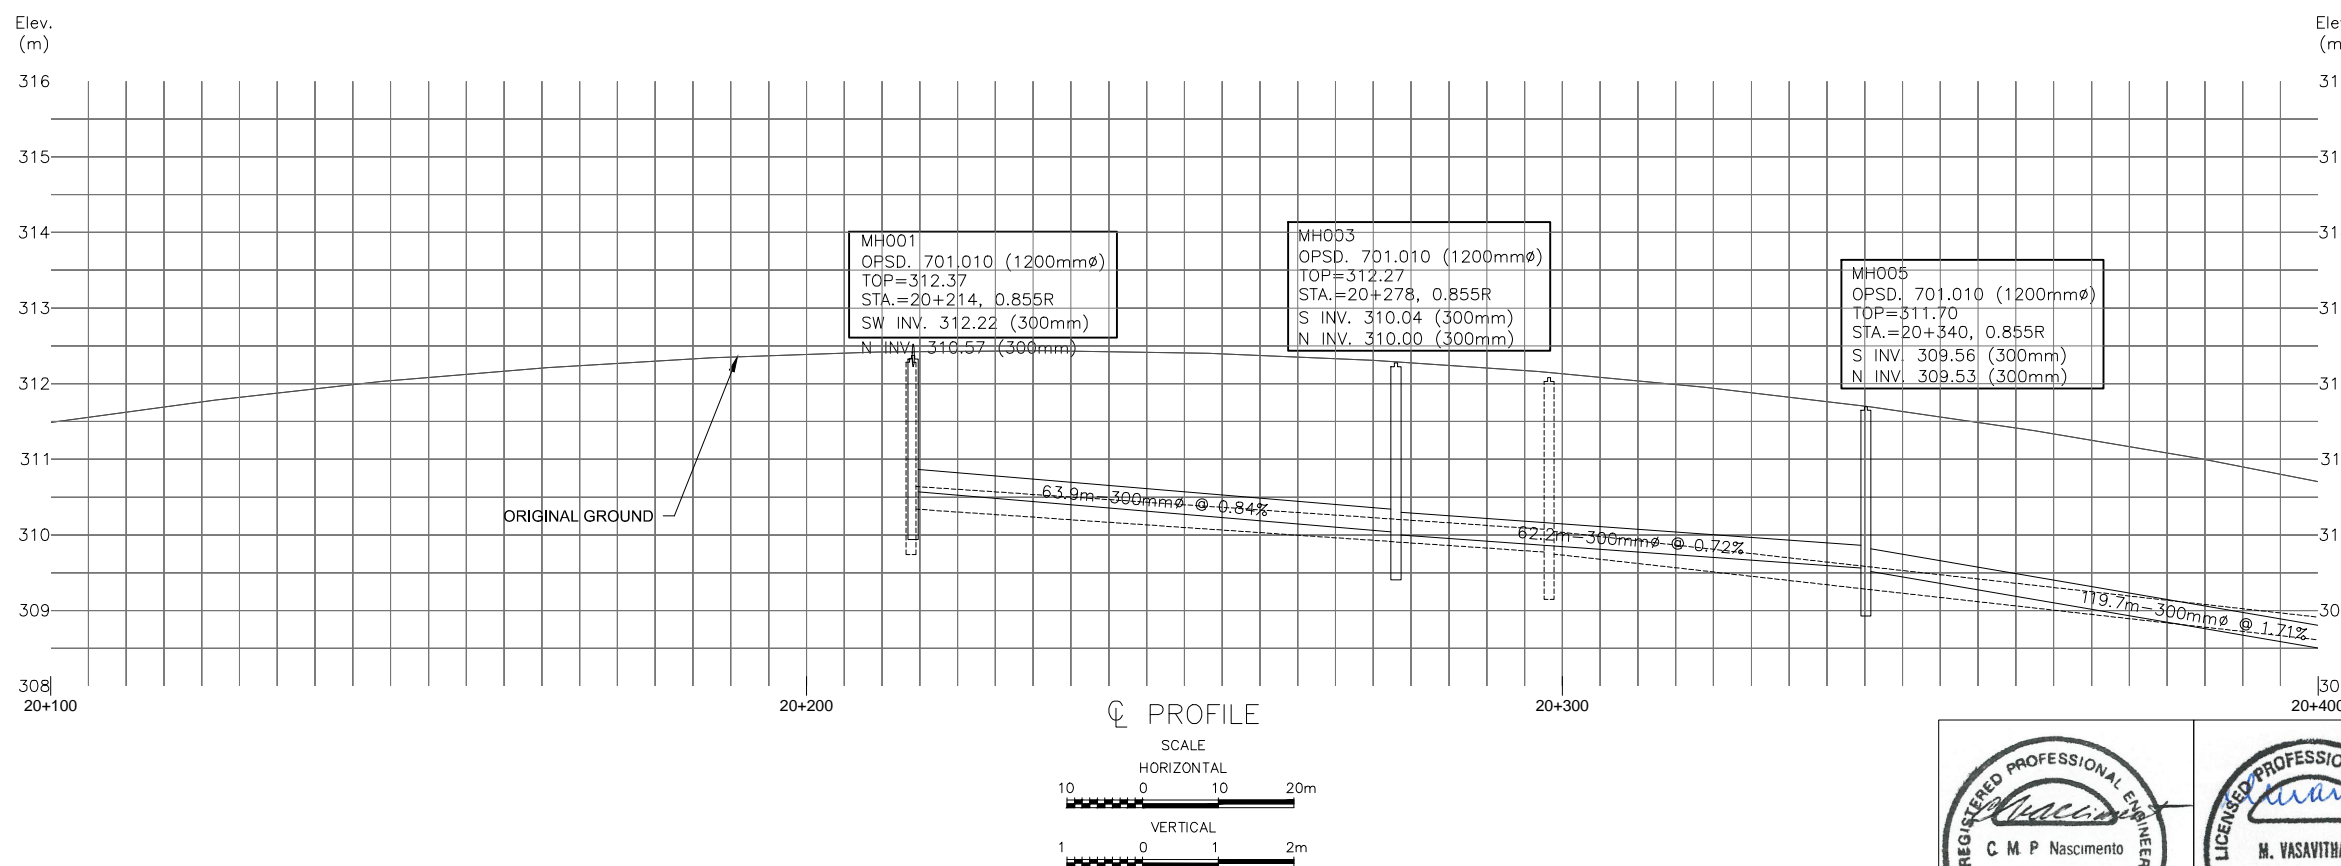 Elev.
(m)
316
315
314
313
312
311
310
309
308
MH001
OPSD. 701.010 (1200mmø)
TOP=312.37
STA.=20+214, 0.855R
SW INV. 312.22 (300mm)
N INV. 310.57 (300mm)
MH003
OPSD. 701.010 (1200mmø)
TOP=312.27
STA.=20+278, 0.855R
S INV. 310.04 (300mm)
N INV. 310.00 (300mm)
MH005
OPSD. 701.010 (1200mmø)
TOP=311.70
STA.=20+340, 0.855R
S INV. 309.56 (300mm)
N INV. 309.53 (300mm)
ORIGINAL GROUND
63.9m-300mmø @ 0.84%
62.2m-300mmø @ 0.72%
119.7m-300mmø @ 1.71%
20+100 20+200 20+300 20+400
℄ PROFILE
SCALE
HORIZONTAL
10 0 10 20m
VERTICAL
1 0 1 2m
REGISTERED PROFESSIONAL ENGINEER
C. M. P. Nascimento
LICENSED